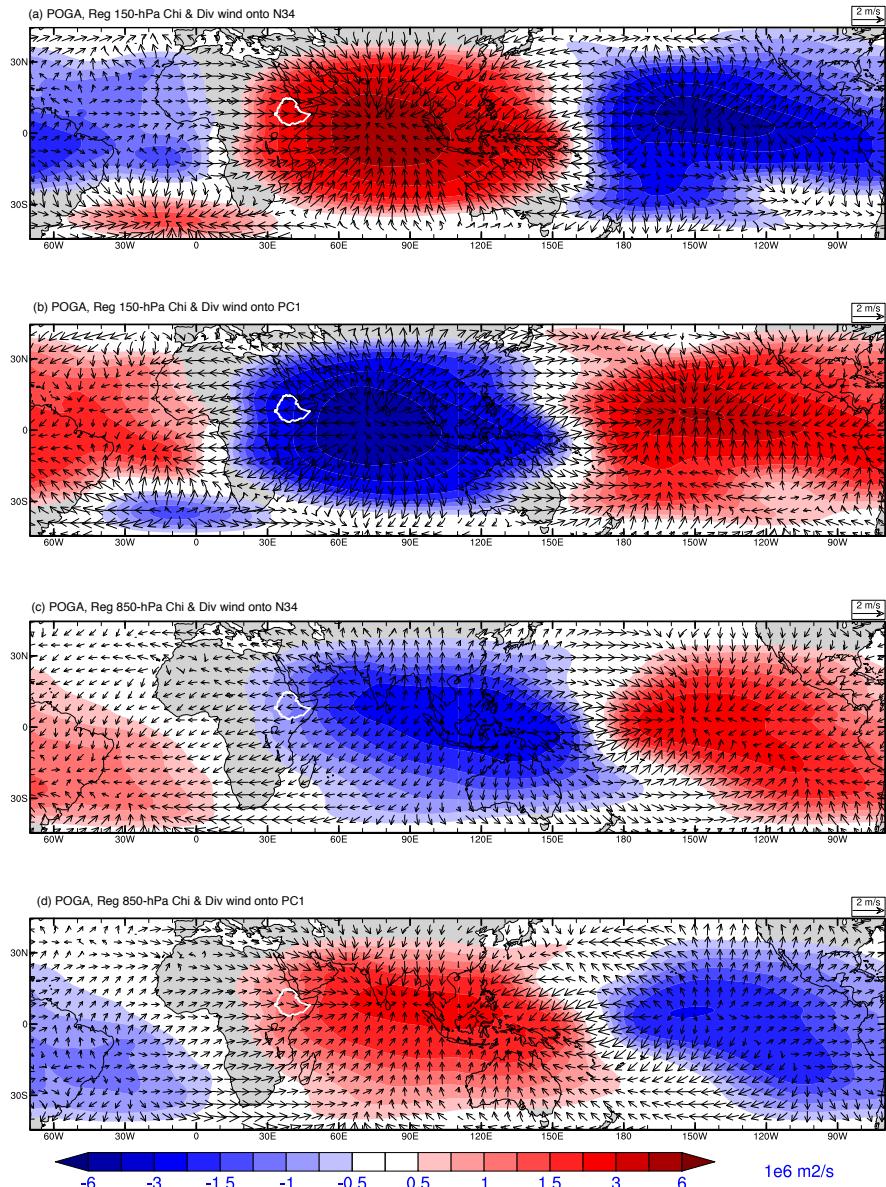 (a) POGA, Reg 150-hPa Chi & Div wind onto N34
2 m/s
30N
0
30S
60W 30W 0 30E 60E 90E 120E 150E 180 150W 120W 90W
(b) POGA, Reg 150-hPa Chi & Div wind onto PC1
2 m/s
30N
0
30S
60W 30W 0 30E 60E 90E 120E 150E 180 150W 120W 90W
(c) POGA, Reg 850-hPa Chi & Div wind onto N34
2 m/s
30N
0
30S
60W 30W 0 30E 60E 90E 120E 150E 180 150W 120W 90W
(d) POGA, Reg 850-hPa Chi & Div wind onto PC1
2 m/s
30N
0
30S
60W 30W 0 30E 60E 90E 120E 150E 180 150W 120W 90W
-6 -3 -1.5 -1 -0.5 0.5 1 1.5 3 6 1e6 m2/s